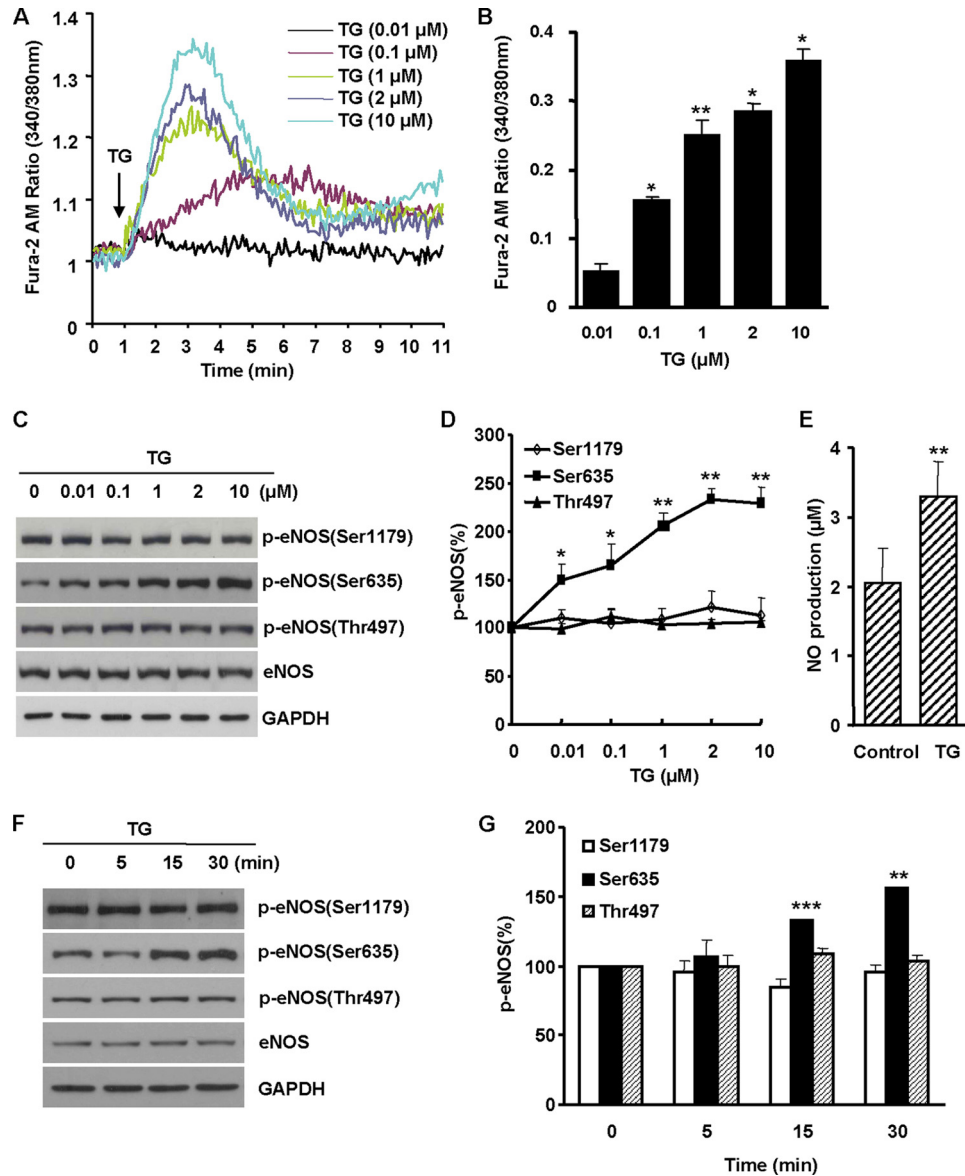 A
Fura-2 AM Ratio (340/380nm)
1.4
1.3
1.2
1.1
1
0
TG
TG (0.01 µM)
TG (0.1 µM)
TG (1 µM)
TG (2 µM)
TG (10 µM)
0 1 2 3 4 5 6 7 8 9 10 11
Time (min)
B
Fura-2 AM Ratio (340/380nm)
0.4
0.3
0.2
0.1
0
* ** * *
0.01 0.1 1 2 10
TG (µM)
C
TG
0 0.01 0.1 1 2 10 (µM)
p-eNOS(Ser1179)
p-eNOS(Ser635)
p-eNOS(Thr497)
eNOS
GAPDH
D
p-eNOS(%)
300
250
200
150
100
50
0
Ser1179
Ser635
Thr497
* * ** ** **
0 0.01 0.1 1 2 10
TG (µM)
E
NO production (µM)
4
3
2
1
0
**
Control TG
F
TG
0 5 15 30 (min)
p-eNOS(Ser1179)
p-eNOS(Ser635)
p-eNOS(Thr497)
eNOS
GAPDH
G
p-eNOS(%)
200
150
100
50
0
Ser1179
Ser635
Thr497
*** **
0 5 15 30
Time (min)